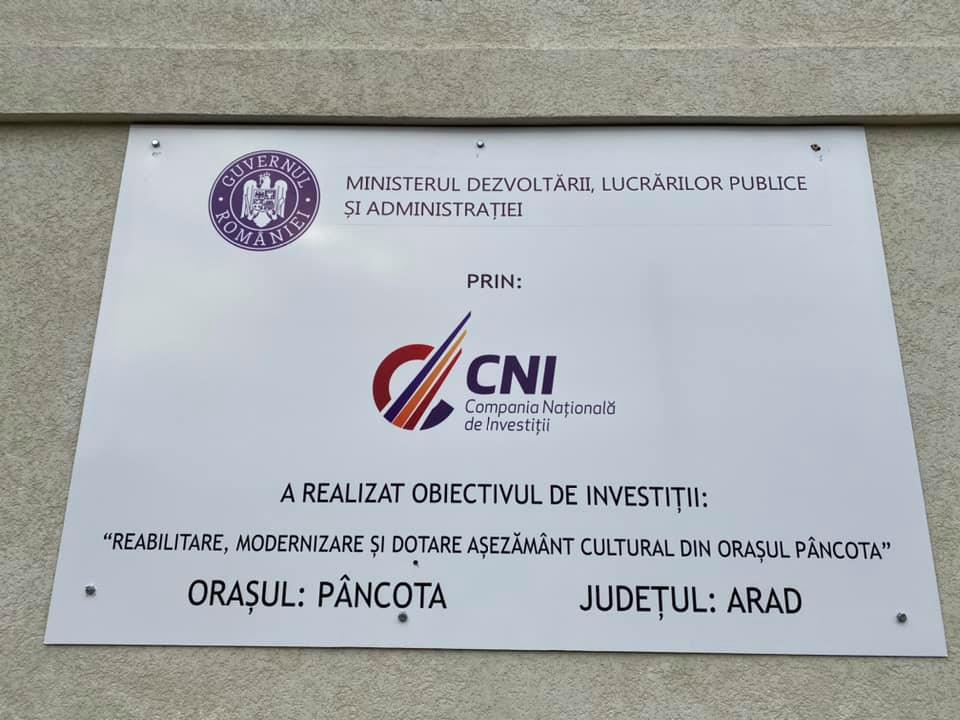 GUVERNUL ROMÂNIEI
MINISTERUL DEZVOLTĂRII, LUCRĂRILOR PUBLICE
ȘI ADMINISTRAȚIEI
PRIN:
CNI
Compania Națională
de Investiții
A REALIZAT OBIECTIVUL DE INVESTIȚII:
“REABILITARE, MODERNIZARE ȘI DOTARE AȘEZĂMÂNT CULTURAL DIN ORAȘUL PÂNCOTA”
ORAȘUL: PÂNCOTA JUDEȚUL: ARAD